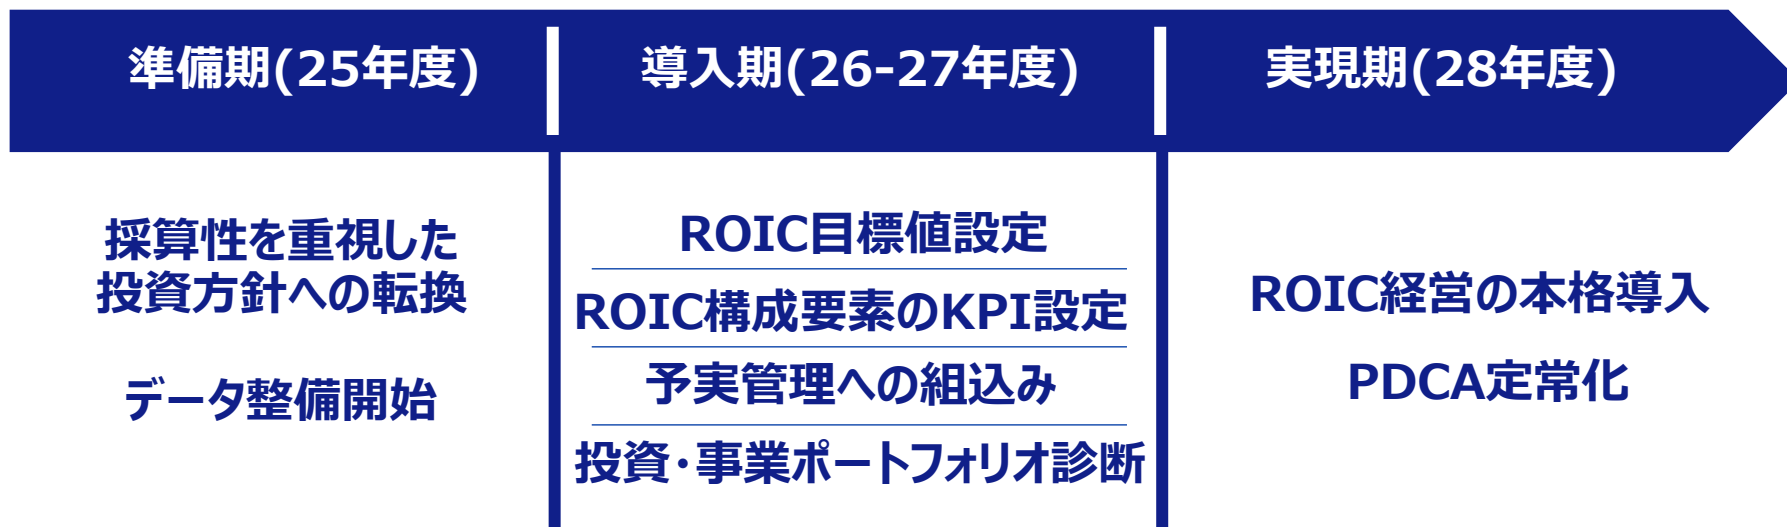 準備期(25年度)
導入期(26-27年度)
実現期(28年度)
採算性を重視した
投資方針への転換
データ整備開始
ROIC目標値設定
ROIC構成要素のKPI設定
予実管理への組込み
投資・事業ポートフォリオ診断
ROIC経営の本格導入
PDCA定常化